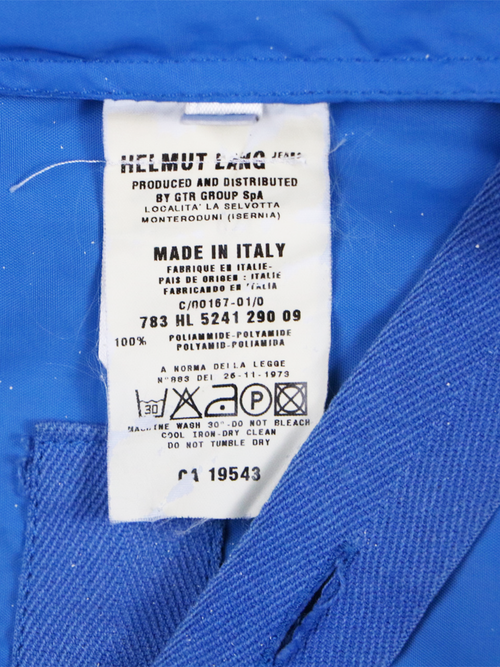 HELMUT LANG JEANS
PRODUCED AND DISTRIBUTED
BY GTR GROUP SpA
LOCALITA' LA SELVOTTA
MONTERODUNI (ISERNIA)
MADE IN ITALY
FABRIQUE EN ITALIE-
PAIS DE ORIGEN : ITALIE
FABRICANDO EN ITALIA
C/00167-01/0
783 HL 5241 290 09
100% POLIAMMIDE-POLYAMIDE
POLYAMID-POLIAMIDA
A NORMA DELLA LEGGE
N°883 DEL 26-11-1973
30 A P
MACHINE WASH 30°-DO NOT BLEACH
COOL IRON-DRY CLEAN
DO NOT TUMBLE DRY
CA 19543